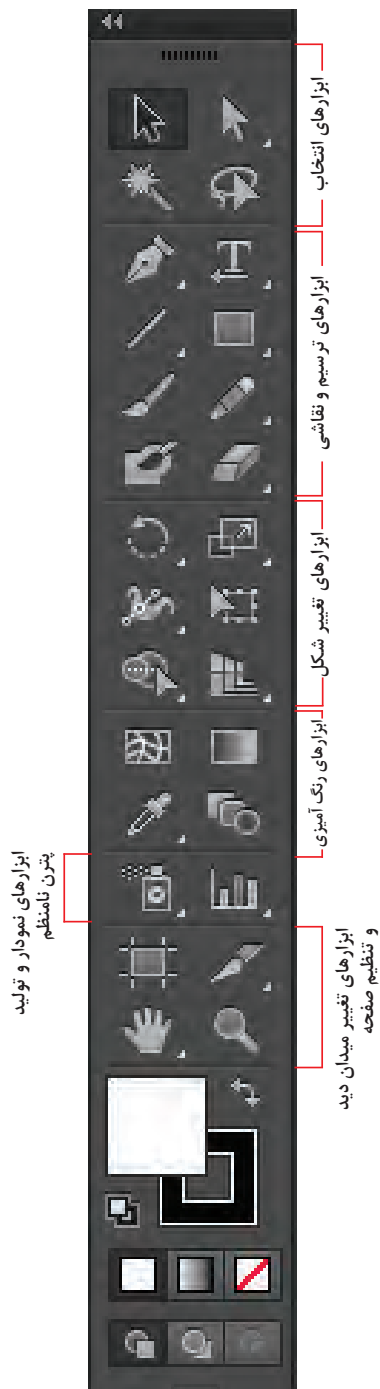 ابزارهای انتخاب
ابزارهای ترسیم و نقاشی
ابزارهای تغییر شکل
ابزارهای رنگ آمیزی
ابزارهای نمودار و تولید
پترن نامنظم
ابزارهای تغییر میدان دید
و تنظیم صفحه